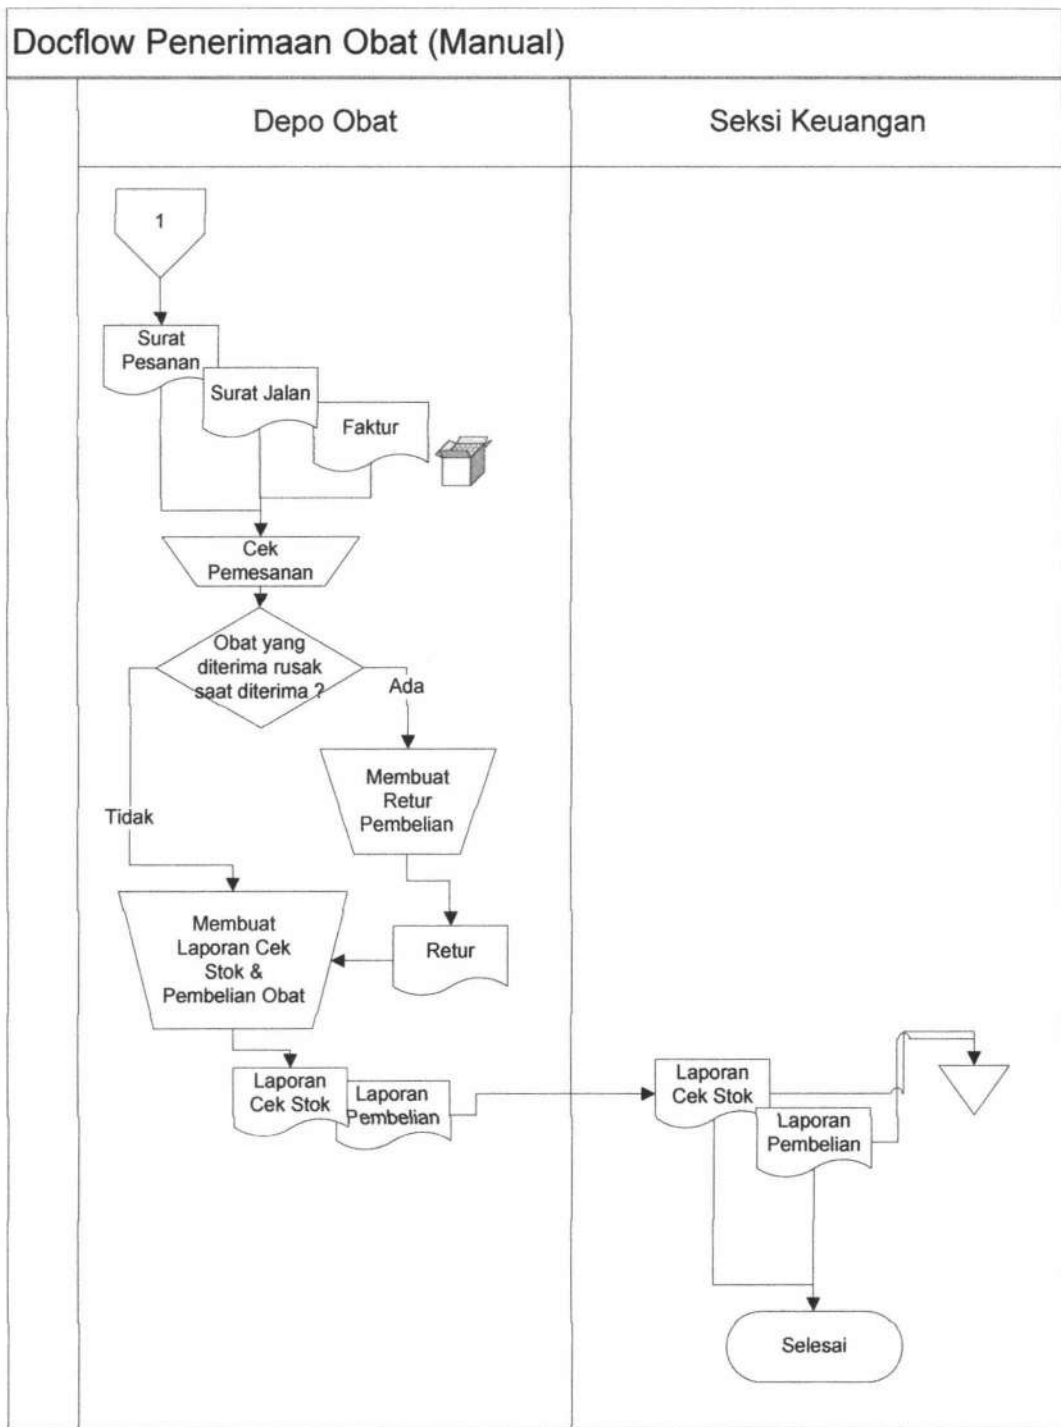 Docflow Penerimaan Obat (Manual)
Depo Obat
Seksi Keuangan
1
Surat
Pesanan
Surat Jalan
Faktur
Cek
Pemesanan
Obat yang
diterima rusak
saat diterima ?
Ada
Membuat
Retur
Pembelian
Tidak
Membuat
Laporan Cek
Stok &
Pembelian Obat
Retur
Laporan
Cek Stok
Laporan
Pembelian
Laporan
Cek Stok
Laporan
Pembelian
Selesai